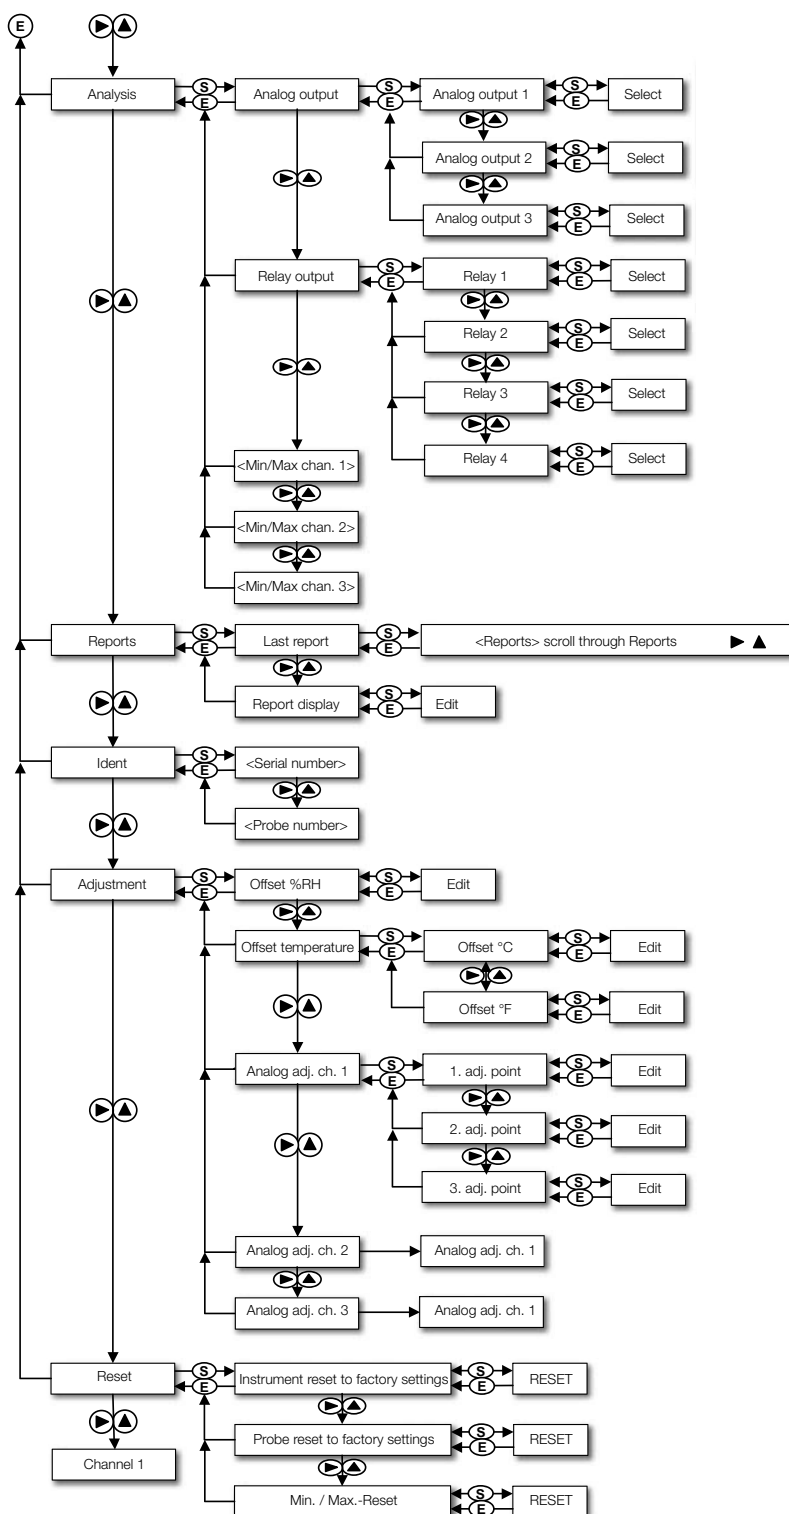 E
Analysis S E Analog output S E Analog output 1 S E Select
Analog output 2 S E Select
Analog output 3 S E Select
Relay output S E Relay 1 S E Select
Relay 2 S E Select
Relay 3 S E Select
Relay 4 S E Select
<Min/Max chan. 1>
<Min/Max chan. 2>
<Min/Max chan. 3>
Reports S E Last report S E <Reports> scroll through Reports
Report display S E Edit
Ident S E <Serial number>
<Probe number>
Adjustment S E Offset %RH S E Edit
Offset temperature S E Offset °C S E Edit
Offset °F S E Edit
Analog adj. ch. 1 S E 1. adj. point S E Edit
2. adj. point S E Edit
3. adj. point S E Edit
Analog adj. ch. 2 Analog adj. ch. 1
Analog adj. ch. 3 Analog adj. ch. 1
Reset S E Instrument reset to factory settings S E RESET
Probe reset to factory settings S E RESET
Channel 1
Min. / Max.-Reset S E RESET